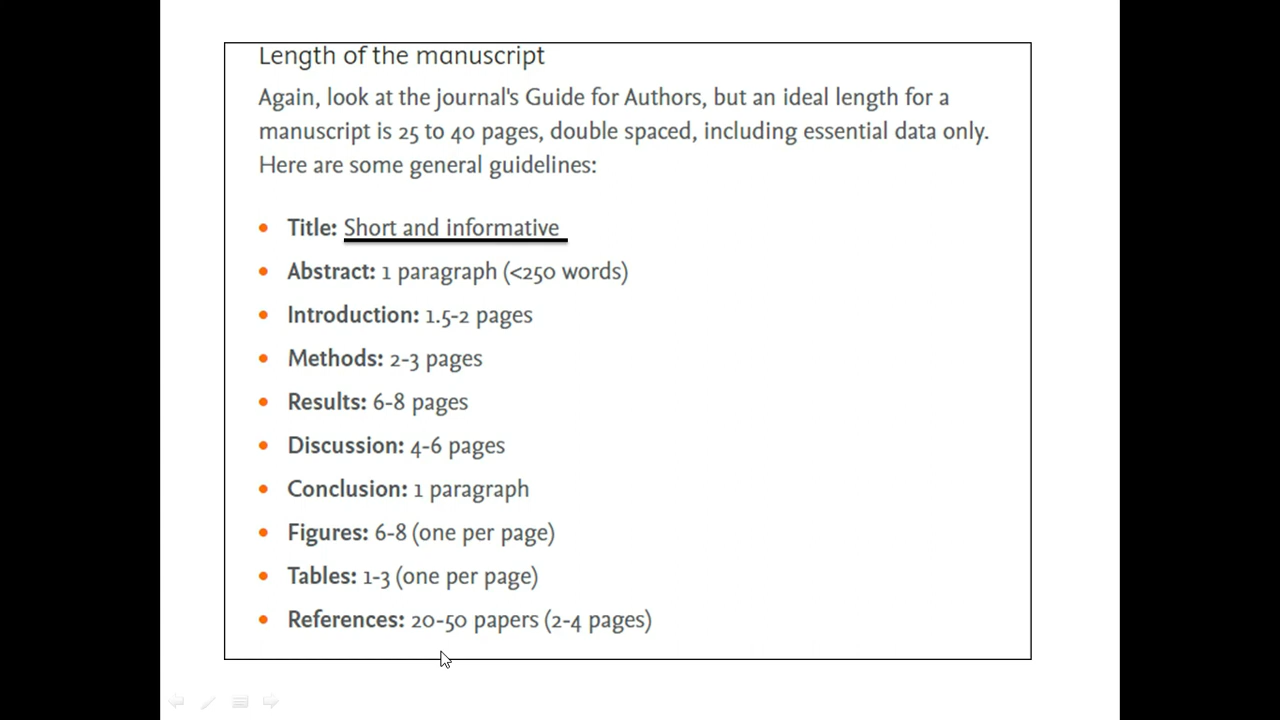 Length of the manuscript
Again, look at the journal's Guide for Authors, but an ideal length for a
manuscript is 25 to 40 pages, double spaced, including essential data only.
Here are some general guidelines:
• Title: Short and informative
• Abstract: 1 paragraph (<250 words)
• Introduction: 1.5-2 pages
• Methods: 2-3 pages
• Results: 6-8 pages
• Discussion: 4-6 pages
• Conclusion: 1 paragraph
• Figures: 6-8 (one per page)
• Tables: 1-3 (one per page)
• References: 20-50 papers (2-4 pages)